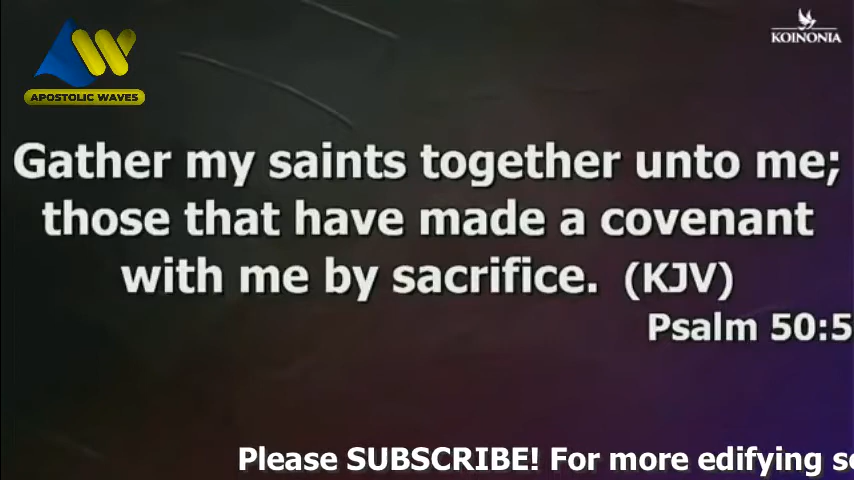 KOINONIA
APOSTOLIC WAVES
Gather my saints together unto me;
those that have made a covenant
with me by sacrifice. (KJV)
Psalm 50:5
Please SUBSCRIBE! For more edifying